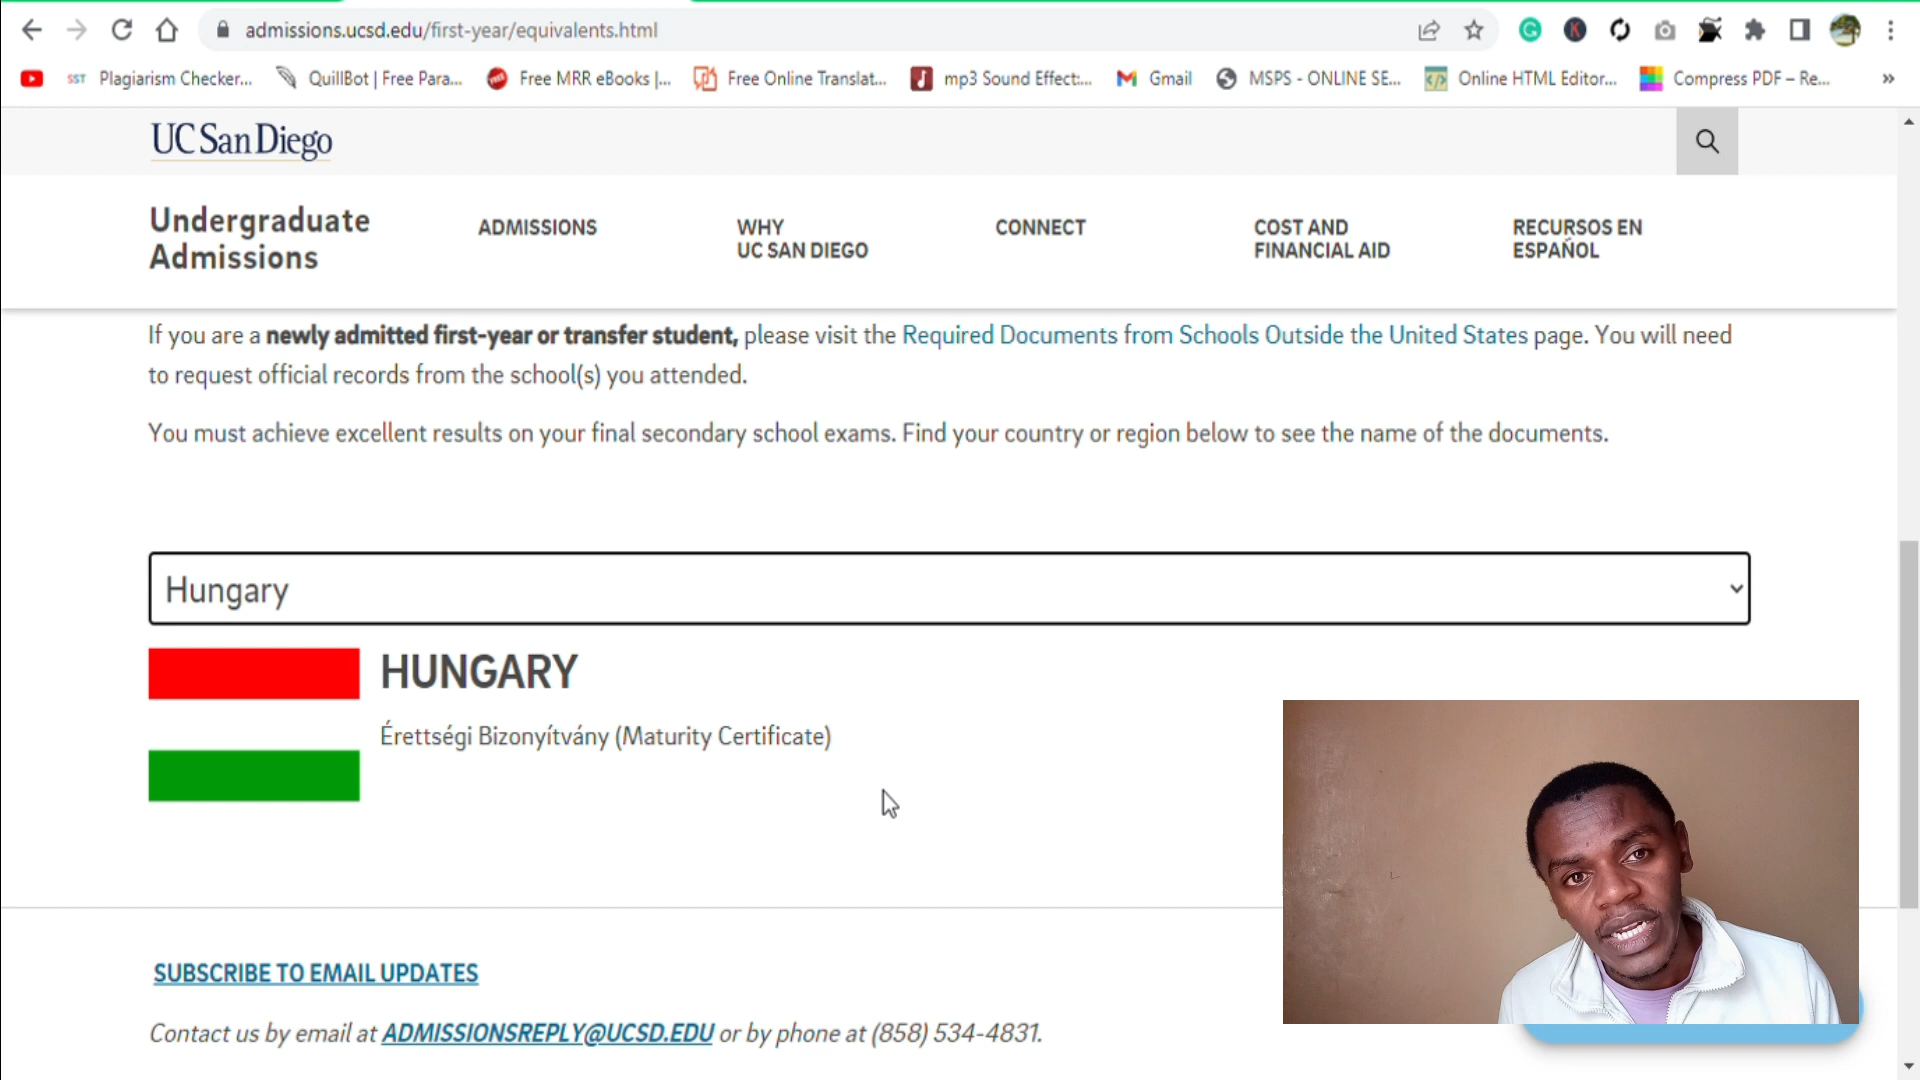 admissions.ucsd.edu/first-year/equivalents.html
SST Plagiarism Checker... QuillBot | Free Para... Free MRR eBooks |... Free Online Translat... mp3 Sound Effect:... Gmail MSPS - ONLINE SE... Online HTML Editor... Compress PDF – Re... »
UC San Diego
Undergraduate
Admissions
ADMISSIONS
WHY
UC SAN DIEGO
CONNECT
COST AND
FINANCIAL AID
RECURSOS EN
ESPAÑOL
If you are a newly admitted first-year or transfer student, please visit the Required Documents from Schools Outside the United States page. You will need
to request official records from the school(s) you attended.
You must achieve excellent results on your final secondary school exams. Find your country or region below to see the name of the documents.
Hungary
HUNGARY
Érettségi Bizonyítvány (Maturity Certificate)
SUBSCRIBE TO EMAIL UPDATES
Contact us by email at ADMISSIONSREPLY@UCSD.EDU or by phone at (858) 534-4831.